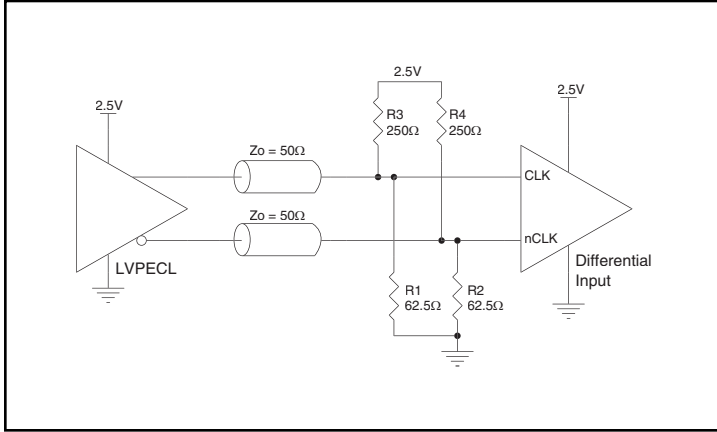 2.5V
2.5V
2.5V
R3
250Ω
R4
250Ω
Zo = 50Ω
CLK
Zo = 50Ω
nCLK
LVPECL
Differential
Input
R1
62.5Ω
R2
62.5Ω